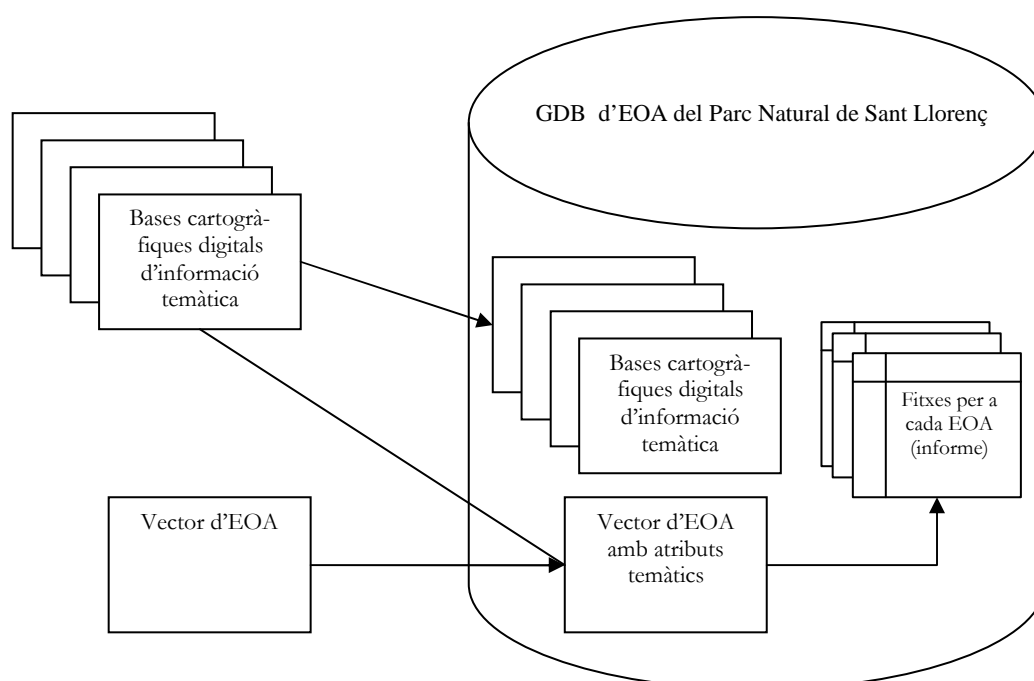 GDB d'EOA del Parc Natural de Sant Llorenç
Bases cartogrà-
fiques digitals
d'informació
temàtica
Bases cartogrà-
fiques digitals
d'informació
temàtica
Fitxes per a
cada EOA
(informe)
Vector d'EOA
Vector d'EOA
amb atributs
temàtics